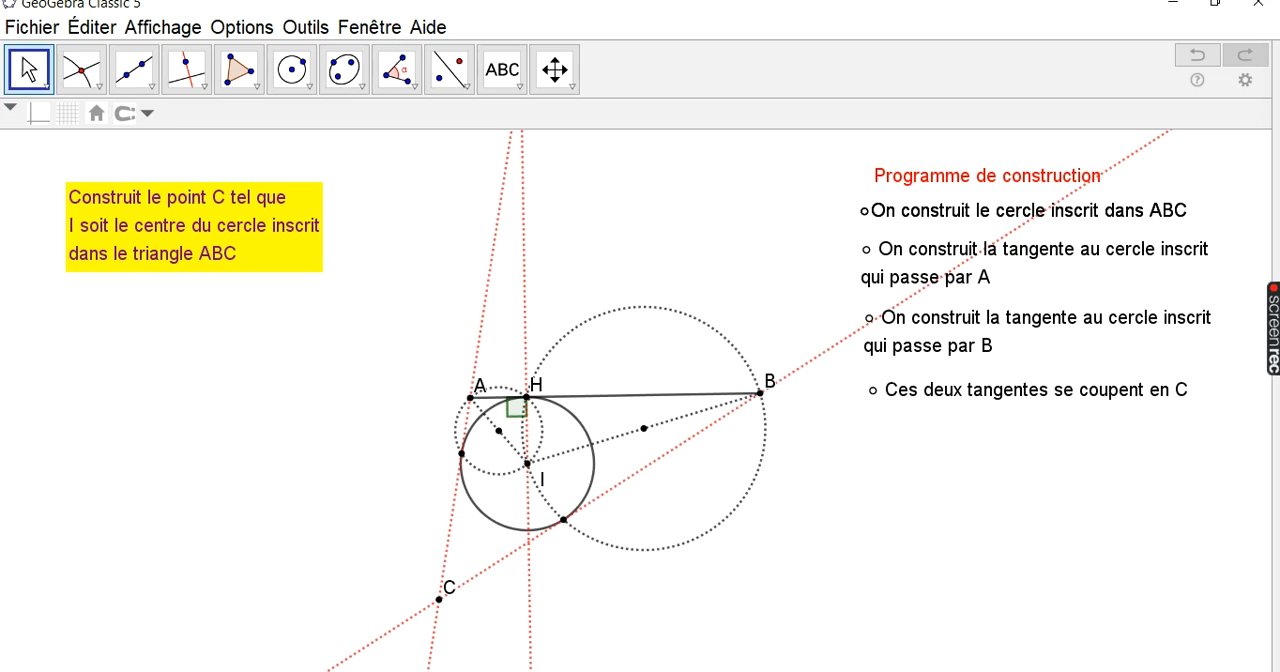 GeoGebra Classic 5
Fichier Éditer Affichage Options Outils Fenêtre Aide
α
ABC
Construit le point C tel que
I soit le centre du cercle inscrit
dans le triangle ABC
Programme de construction
On construit le cercle inscrit dans ABC
On construit la tangente au cercle inscrit
qui passe par A
On construit la tangente au cercle inscrit
qui passe par B
Ces deux tangentes se coupent en C
A
H
B
I
C
screenrec